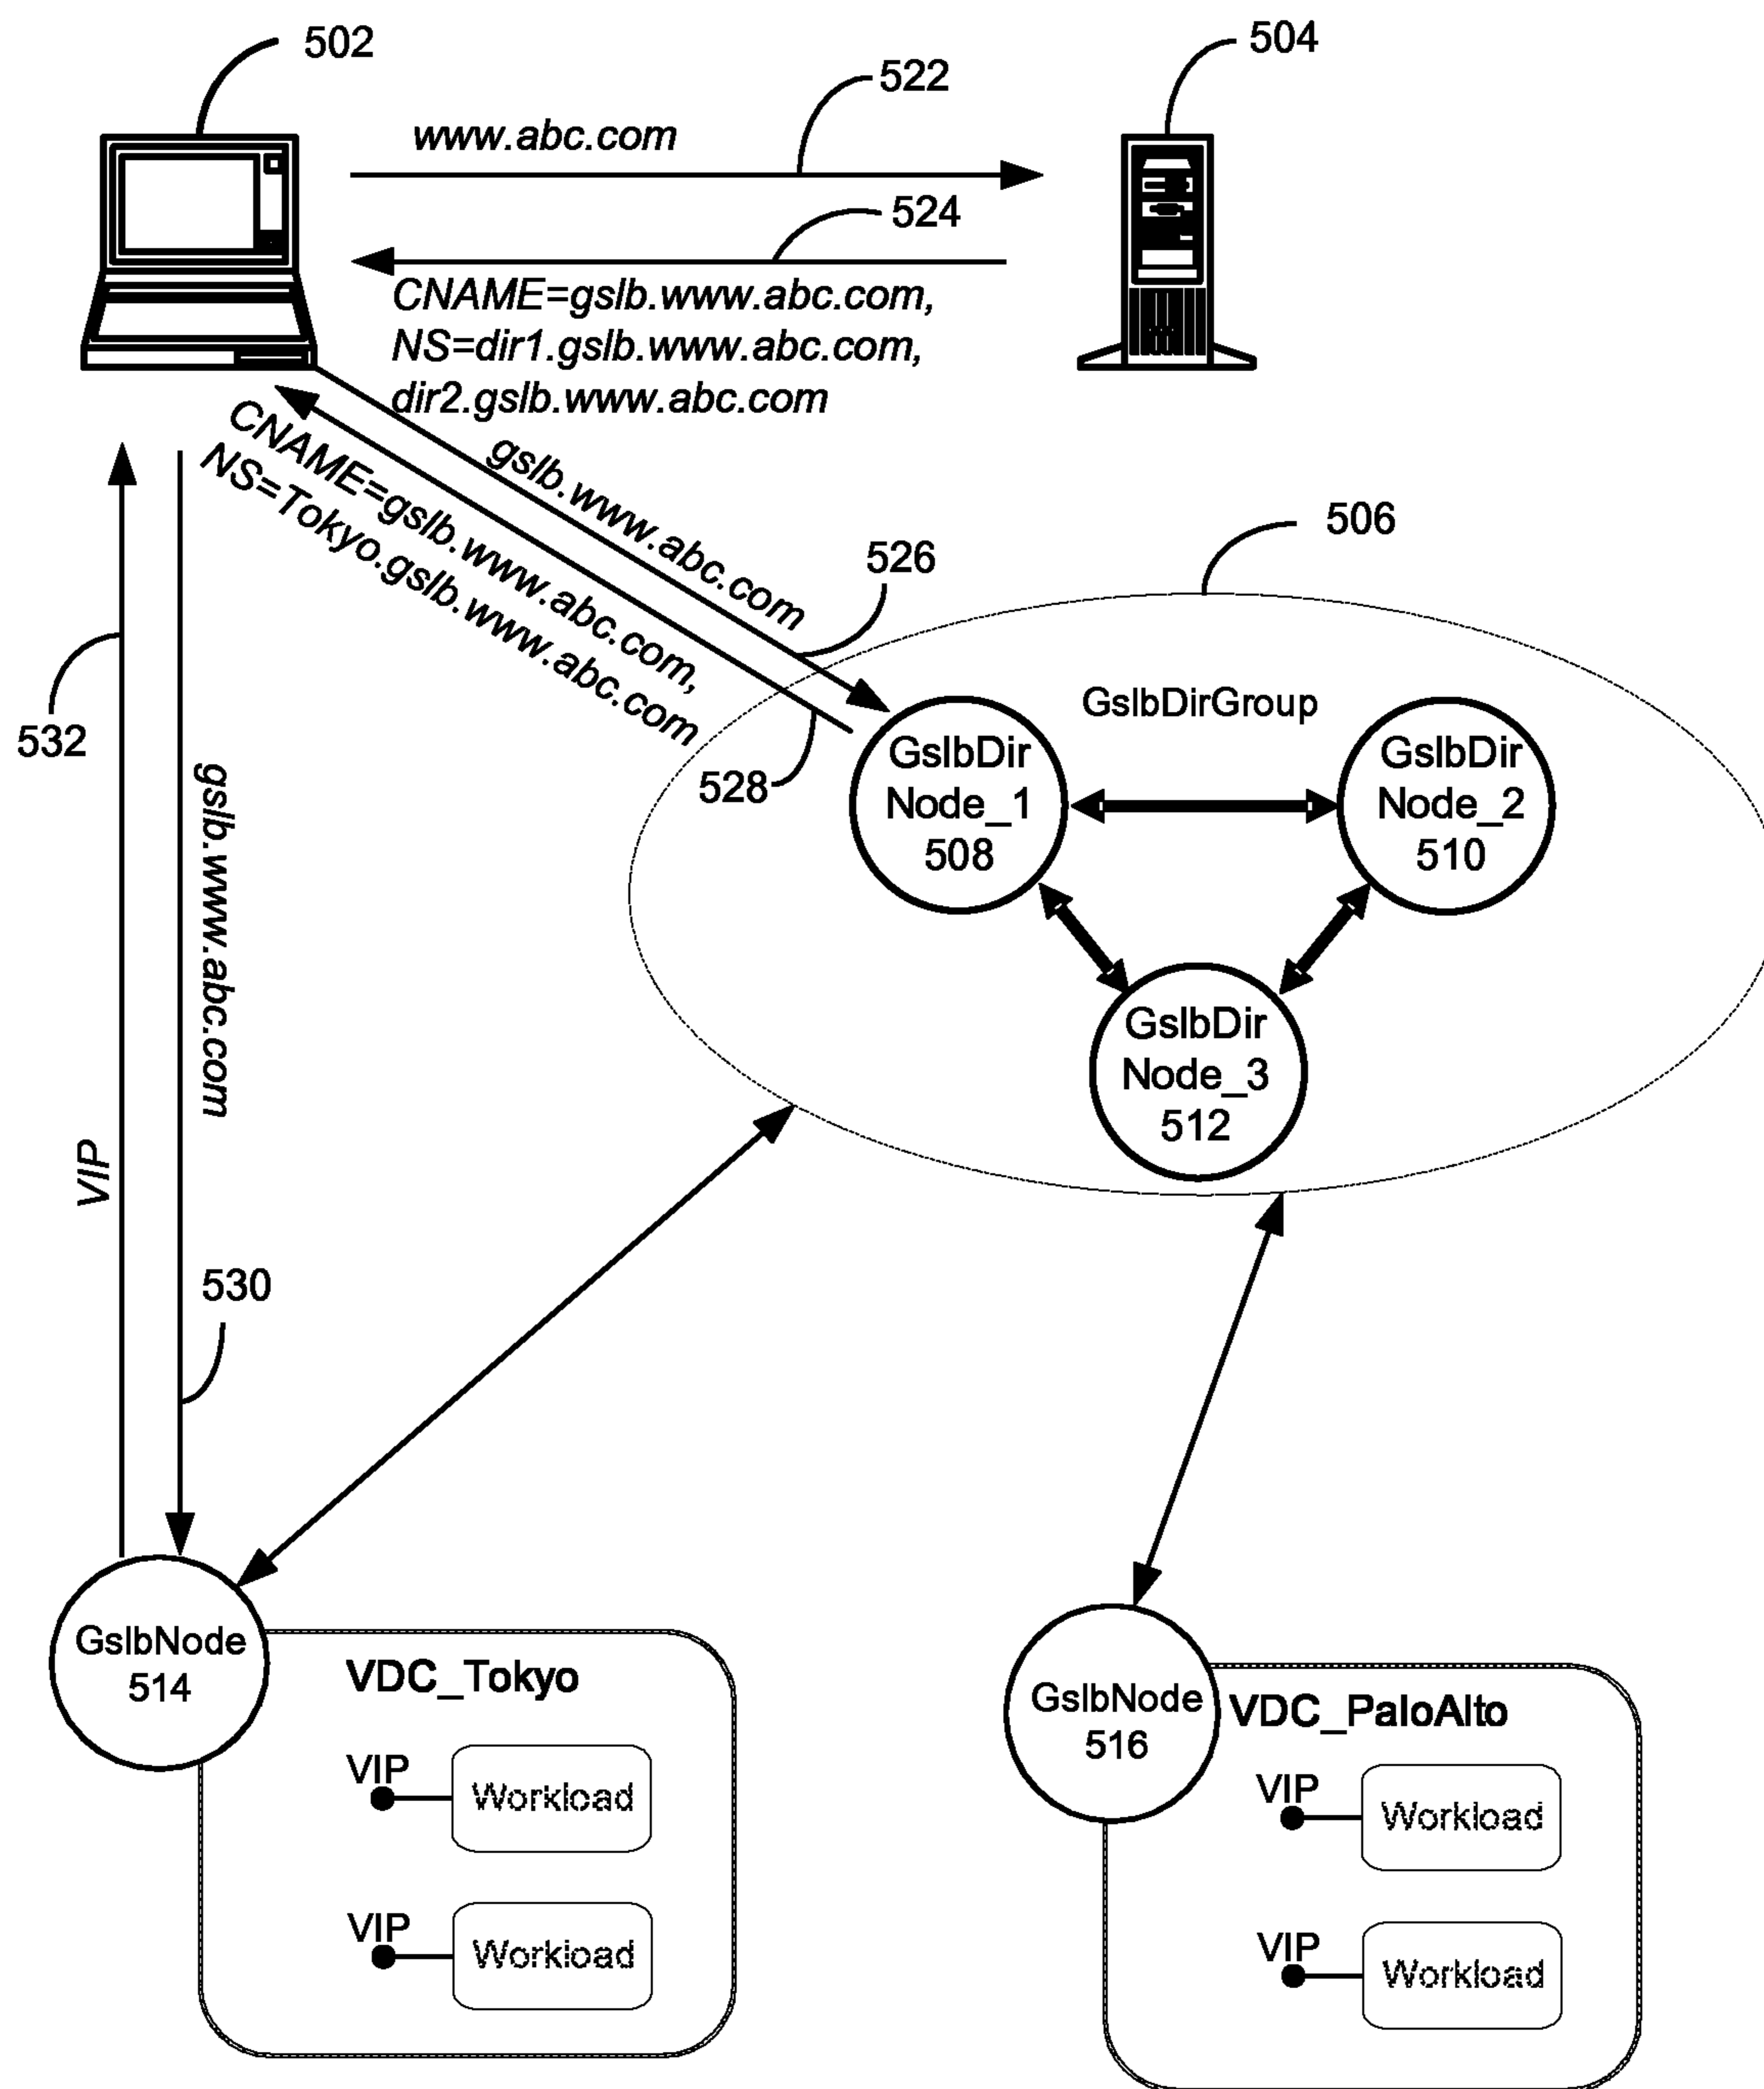 502
504
522
www.abc.com
524
CNAME=gslb.www.abc.com,
NS=dir1.gslb.www.abc.com,
dir2.gslb.www.abc.com
gslb.www.abc.com
CNAME=gslb.www.abc.com,
NS=Tokyo.gslb.www.abc.com
506
526
528
532
GslbDirGroup
GslbDir
Node_1
508
GslbDir
Node_2
510
GslbDir
Node_3
512
gslb.www.abc.com
VIP
530
GslbNode
514
VDC_Tokyo
VIP
Workload
VIP
Workload
GslbNode
516
VDC_PaloAlto
VIP
Workload
VIP
Workload